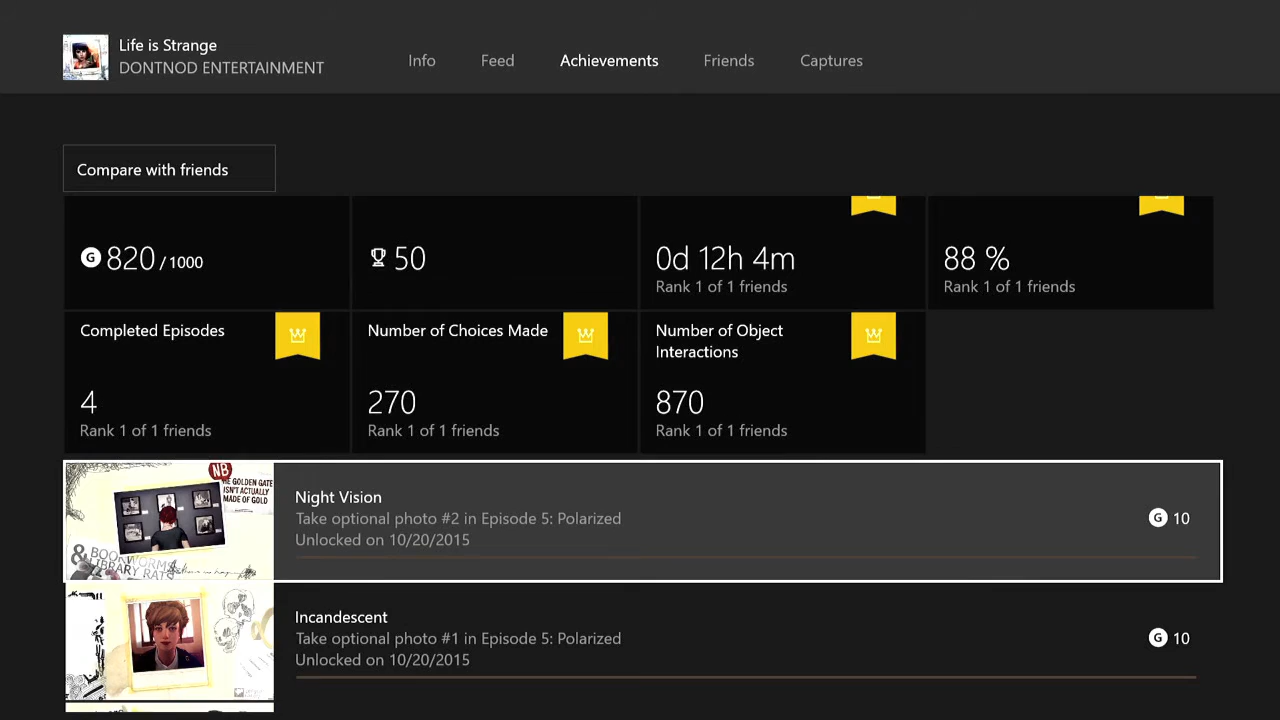 Life is Strange
DONTNOD ENTERTAINMENT
Info
Feed
Achievements
Friends
Captures
Compare with friends
G 820 / 1000
50
0d 12h 4m
Rank 1 of 1 friends
88 %
Rank 1 of 1 friends
Completed Episodes
4
Rank 1 of 1 friends
Number of Choices Made
270
Rank 1 of 1 friends
Number of Object
Interactions
870
Rank 1 of 1 friends
NB
HE GOLDEN GATE
ISN'T ACTUALLY
MADE OF GOLD
& BOOKWORMS
LIBRARY RATS
Night Vision
Take optional photo #2 in Episode 5: Polarized
Unlocked on 10/20/2015
G 10
Incandescent
Take optional photo #1 in Episode 5: Polarized
Unlocked on 10/20/2015
G 10